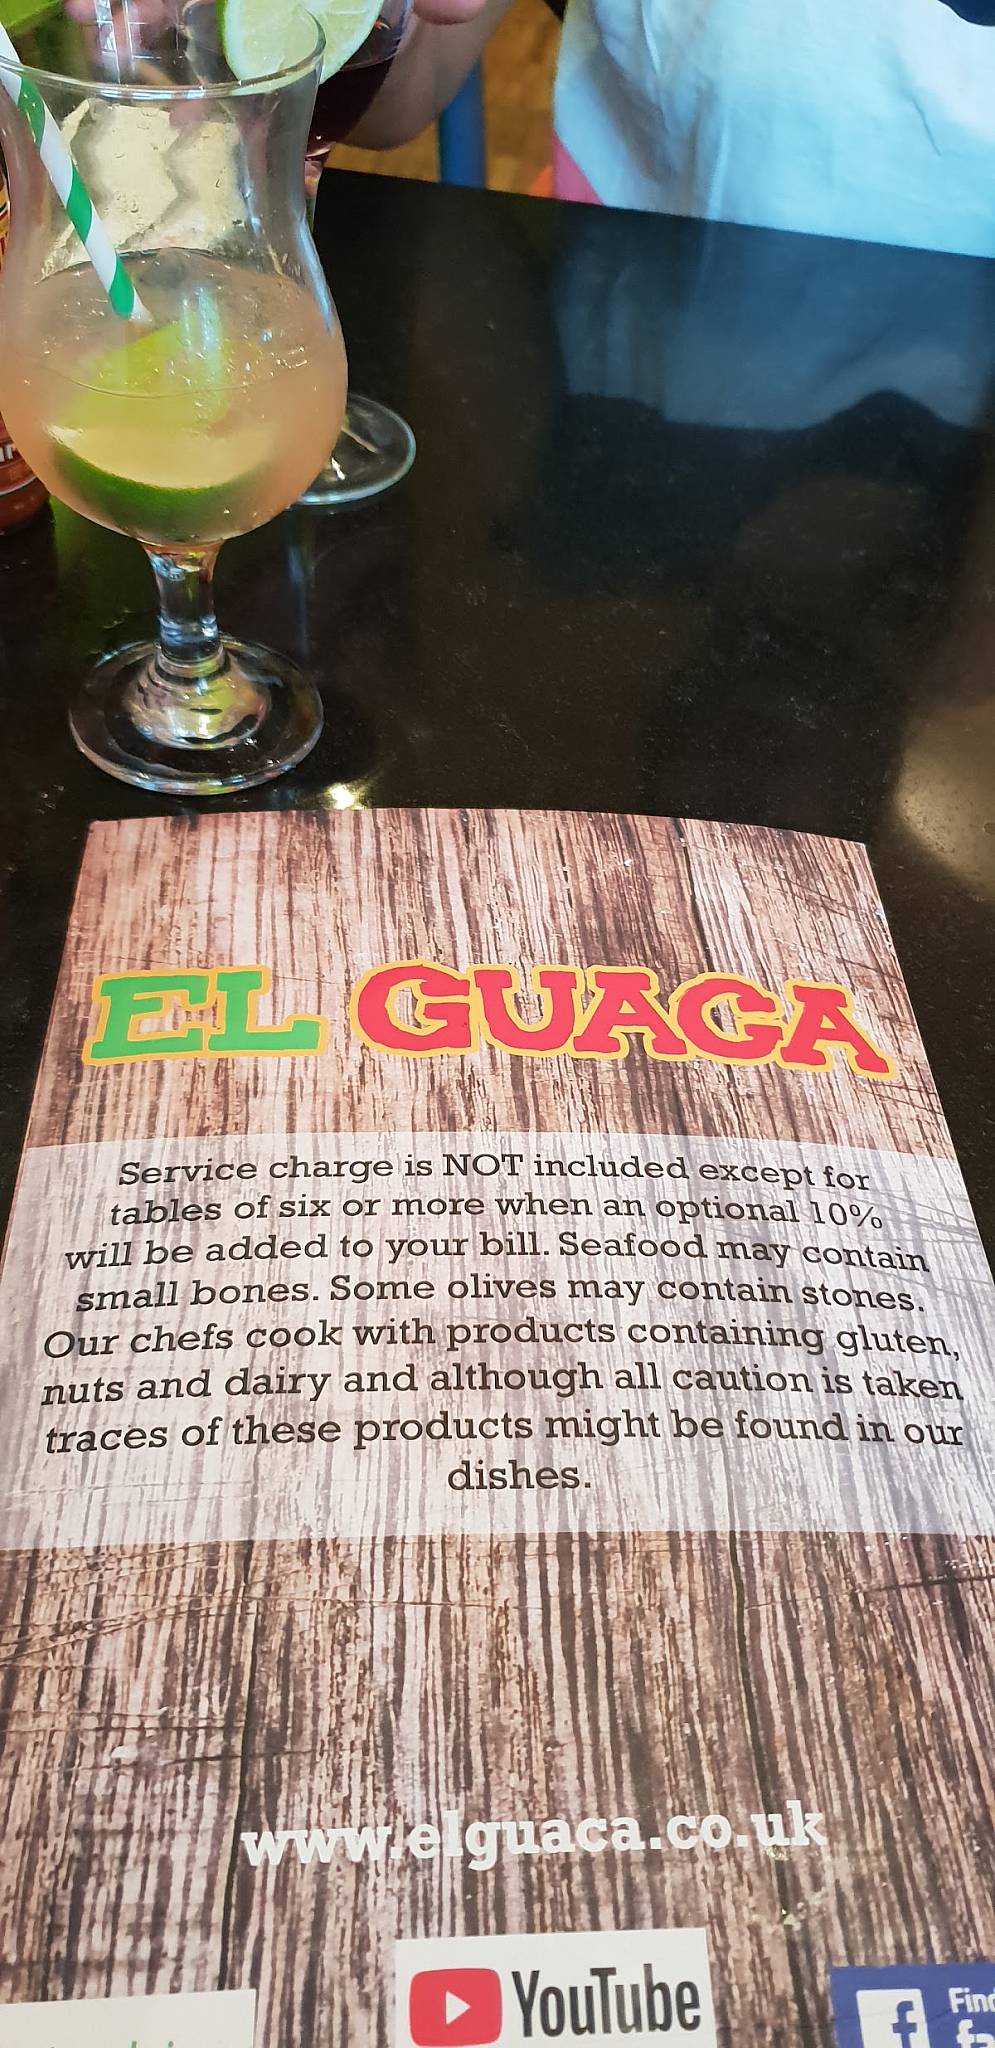 EL GUACA
Service charge is NOT included except for
tables of six or more when an optional 10%
will be added to your bill. Seafood may contain
small bones. Some olives may contain stones.
Our chefs cook with products containing gluten,
nuts and dairy and although all caution is taken
traces of these products might be found in our
dishes.
www.elguaca.co.uk
YouTube
f